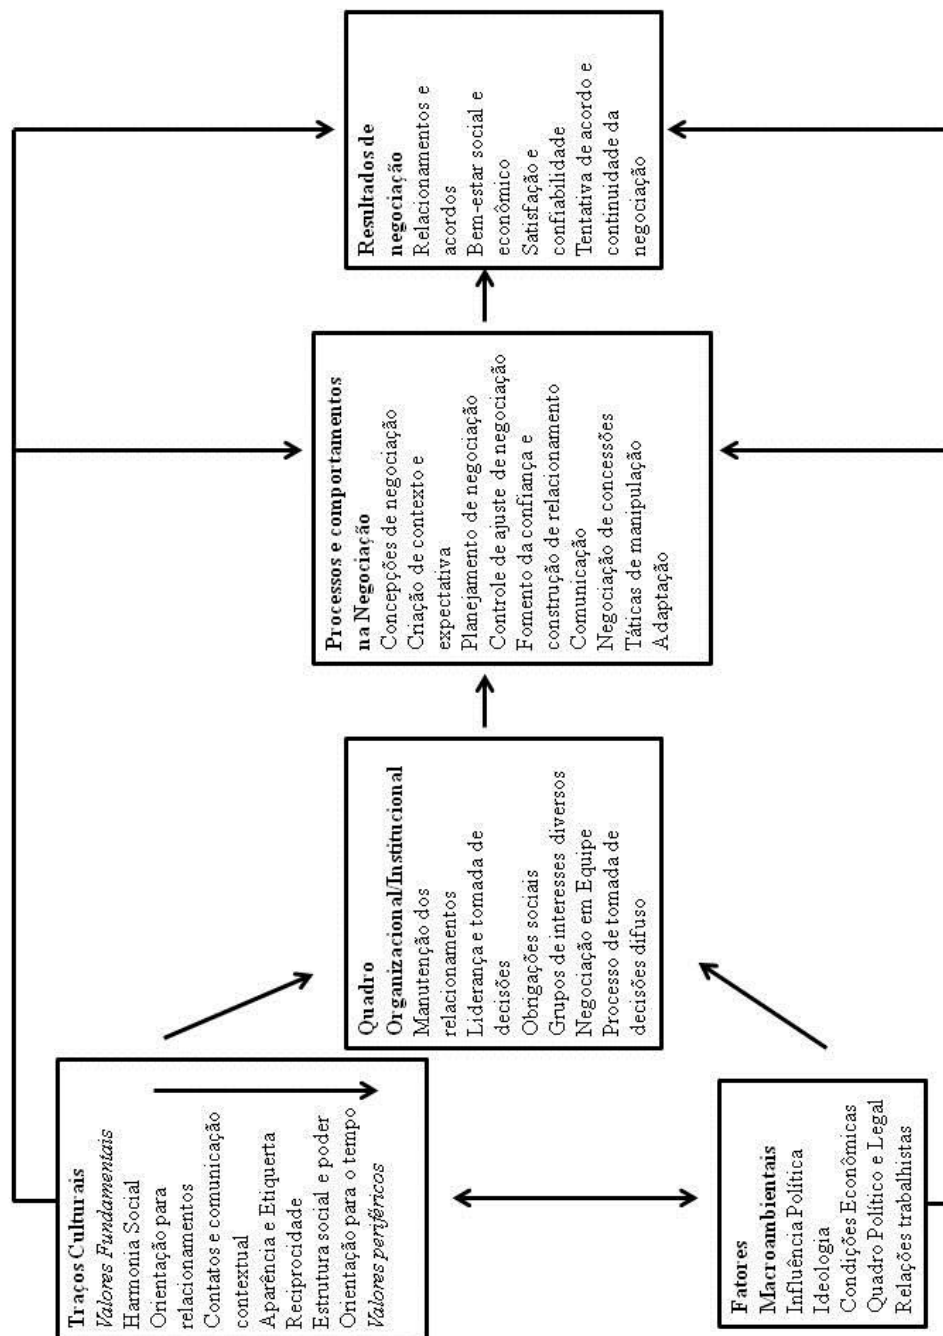 Traços Culturais
Valores Fundamentais
Harmonia Social
Orientação para
relacionamentos
Contatos e comunicação
contextual
Aparência e Etiquerta
Reciprocidade
Estrutura social e poder
Orientação para o tempo
Valores periféricos
Fatores
Macroambientais
Influência Política
Ideologia
Condições Econômicas
Quadro Político e Legal
Relações trabalhistas
Quadro
Organizacional/Institucional
Manutenção dos
relacionamentos
Liderança e tomada de
decisões
Obrigações sociais
Grupos de interesses diversos
Negociação em Equipe
Processo de tomada de
decisões difuso
Processos e comportamentos
na Negociação
Concepções de negociação
Criação de contexto e
expectativa
Planejamento de negociação
Controle de ajuste de negociação
Fomento da confiança e
construção de relacionamento
Comunicação
Negociação de concessões
Táticas de manipulação
Adaptação
Resultados de
negociação
Relacionamentos e
acordos
Bem-estar social e
econômico
Satisfação e
confiabilidade
Tentativa de acordo e
continuidade da
negociação